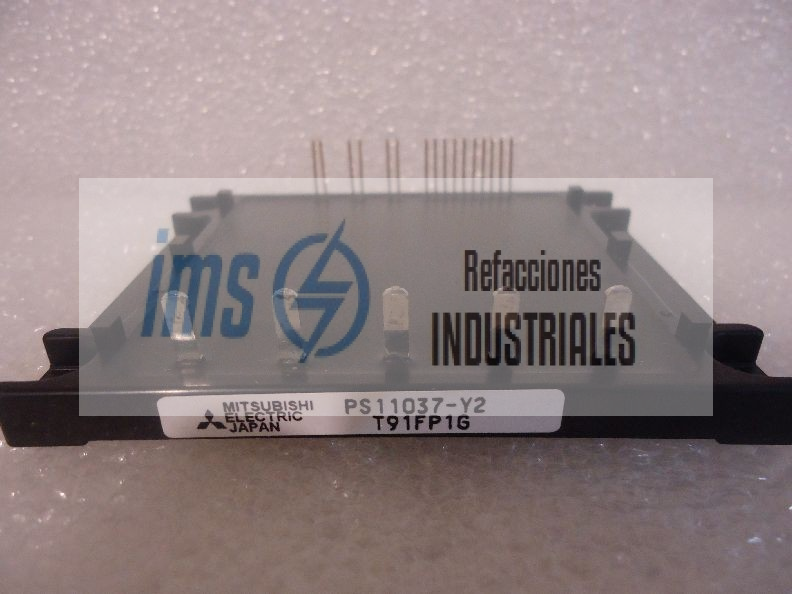 ims
Refacciones
INDUSTRIALES
MITSUBISHI
ELECTRIC
JAPAN
PS11037-Y2
T91FP1G